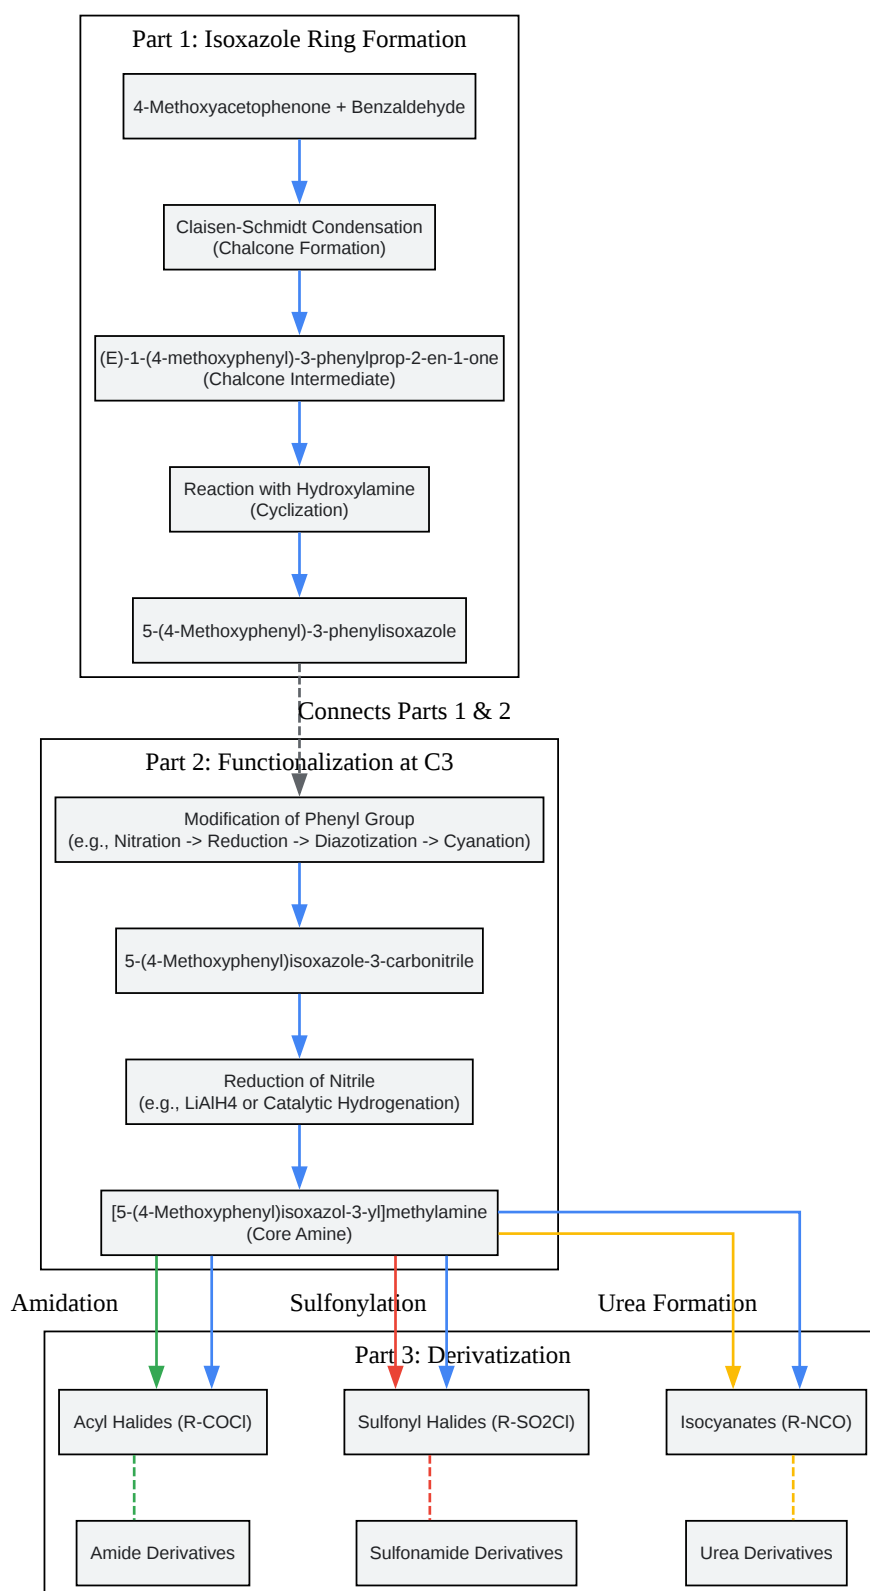 Part 1: Isoxazole Ring Formation
4-Methoxyacetophenone + Benzaldehyde
Claisen-Schmidt Condensation
(Chalcone Formation)
(E)-1-(4-methoxyphenyl)-3-phenylprop-2-en-1-one
(Chalcone Intermediate)
Reaction with Hydroxylamine
(Cyclization)
5-(4-Methoxyphenyl)-3-phenylisoxazole
Connects Parts 1 & 2
Part 2: Functionalization at C3
Modification of Phenyl Group
(e.g., Nitration -> Reduction -> Diazotization -> Cyanation)
5-(4-Methoxyphenyl)isoxazole-3-carbonitrile
Reduction of Nitrile
(e.g., LiAlH4 or Catalytic Hydrogenation)
[5-(4-Methoxyphenyl)isoxazol-3-yl]methylamine
(Core Amine)
Amidation
Sulfonylation
Urea Formation
Part 3: Derivatization
Acyl Halides (R-COCl)
Sulfonyl Halides (R-SO2Cl)
Isocyanates (R-NCO)
Amide Derivatives
Sulfonamide Derivatives
Urea Derivatives